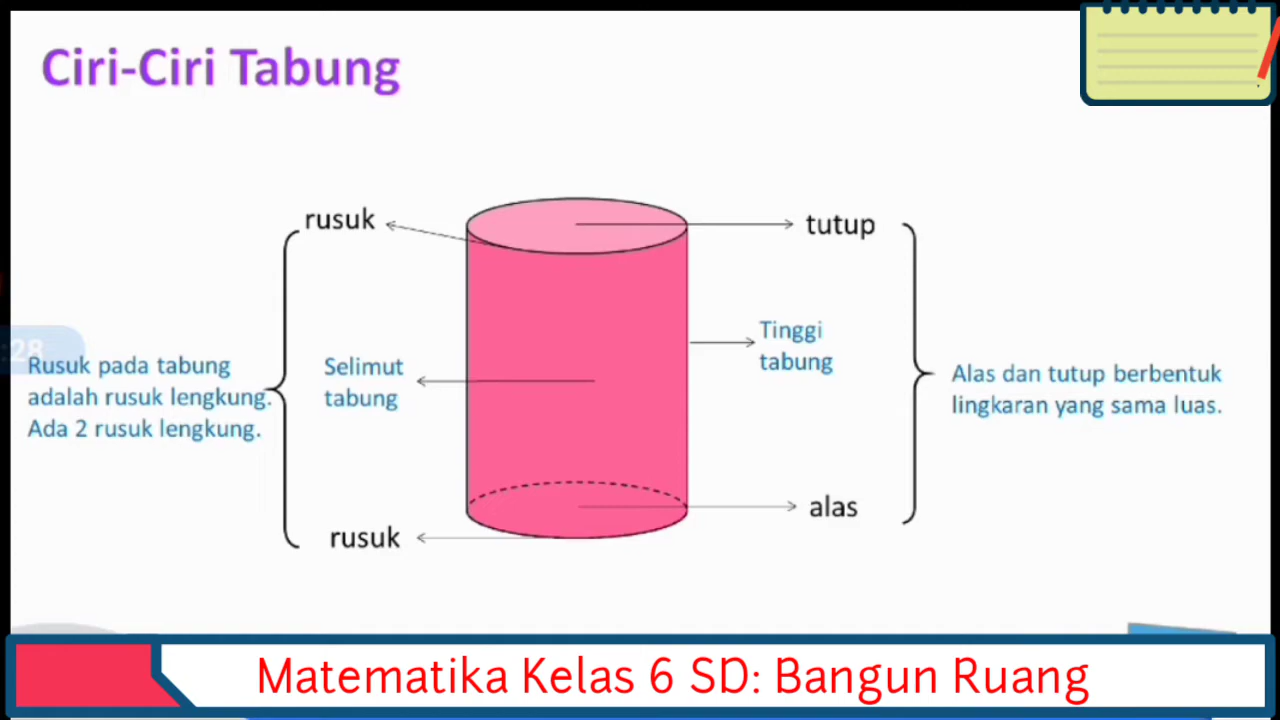 Ciri-Ciri Tabung
rusuk
tutup
:28
Rusuk pada tabung
adalah rusuk lengkung.
Ada 2 rusuk lengkung.
Selimut
tabung
Tinggi
tabung
Alas dan tutup berbentuk
lingkaran yang sama luas.
alas
rusuk
Matematika Kelas 6 SD: Bangun Ruang